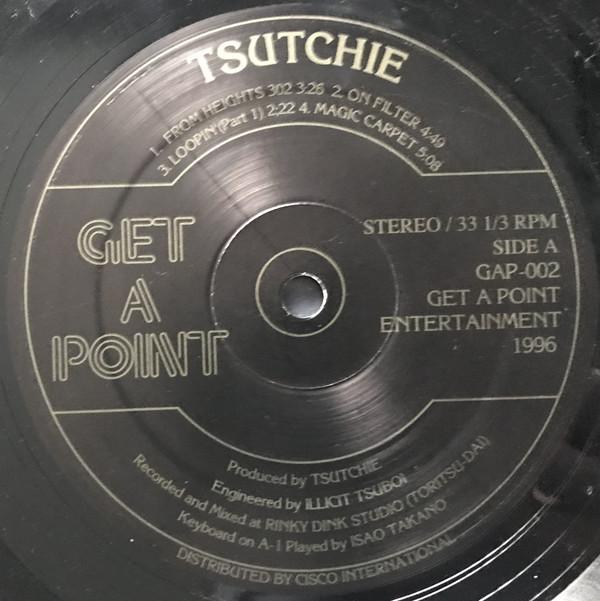 TSUTCHIE
1. FROM HEIGHTS 302 3:26 2. ON FILTER 4:49
3. LOOPIN'(Part 1) 2:22 4. MAGIC CARPET 5:08
GET
A
POINT
STEREO / 33 1/3 RPM
SIDE A
GAP-002
GET A POINT
ENTERTAINMENT
1996
Produced by TSUTCHIE
Engineered by ILLICIT TSUBOI
Recorded and Mixed at RINKY DINK STUDIO (TORITSU-DAI)
Keyboard on A-1 Played by ISAO TAKANO
DISTRIBUTED BY CISCO INTERNATIONAL